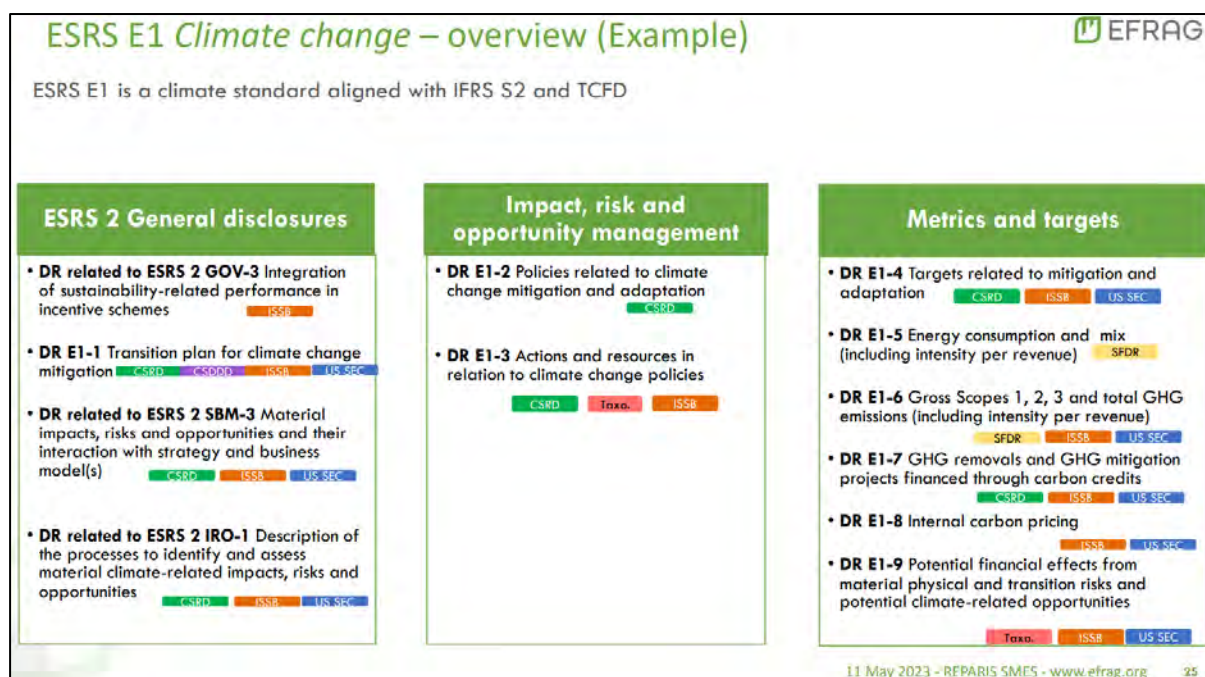 ESRS E1 Climate change – overview (Example)
EFRAG
ESRS E1 is a climate standard aligned with IFRS S2 and TCFD
ESRS 2 General disclosures
• DR related to ESRS 2 GOV-3 Integration
of sustainability-related performance in
incentive schemes ISSB
• DR E1-1 Transition plan for climate change
mitigation CSRD CSDDD ISSB US SEC
• DR related to ESRS 2 SBM-3 Material
impacts, risks and opportunities and their
interaction with strategy and business
model(s) CSRD ISSB US SEC
• DR related to ESRS 2 IRO-1 Description of
the processes to identify and assess
material climate-related impacts, risks and
opportunities CSRD ISSB US SEC
Impact, risk and
opportunity management
• DR E1-2 Policies related to climate
change mitigation and adaptation
CSRD
• DR E1-3 Actions and resources in
relation to climate change policies
CSRD Taxo. ISSB
Metrics and targets
• DR E1-4 Targets related to mitigation and
adaptation CSRD ISSB US SEC
• DR E1-5 Energy consumption and mix
(including intensity per revenue) SFDR
• DR E1-6 Gross Scopes 1, 2, 3 and total GHG
emissions (including intensity per revenue)
SFDR ISSB US SEC
• DR E1-7 GHG removals and GHG mitigation
projects financed through carbon credits
CSRD ISSB US SEC
• DR E1-8 Internal carbon pricing
ISSB US SEC
• DR E1-9 Potential financial effects from
material physical and transition risks and
potential climate-related opportunities
Taxo. ISSB US SEC
11 May 2023 - REPARIS SMES - www.efrag.org 25